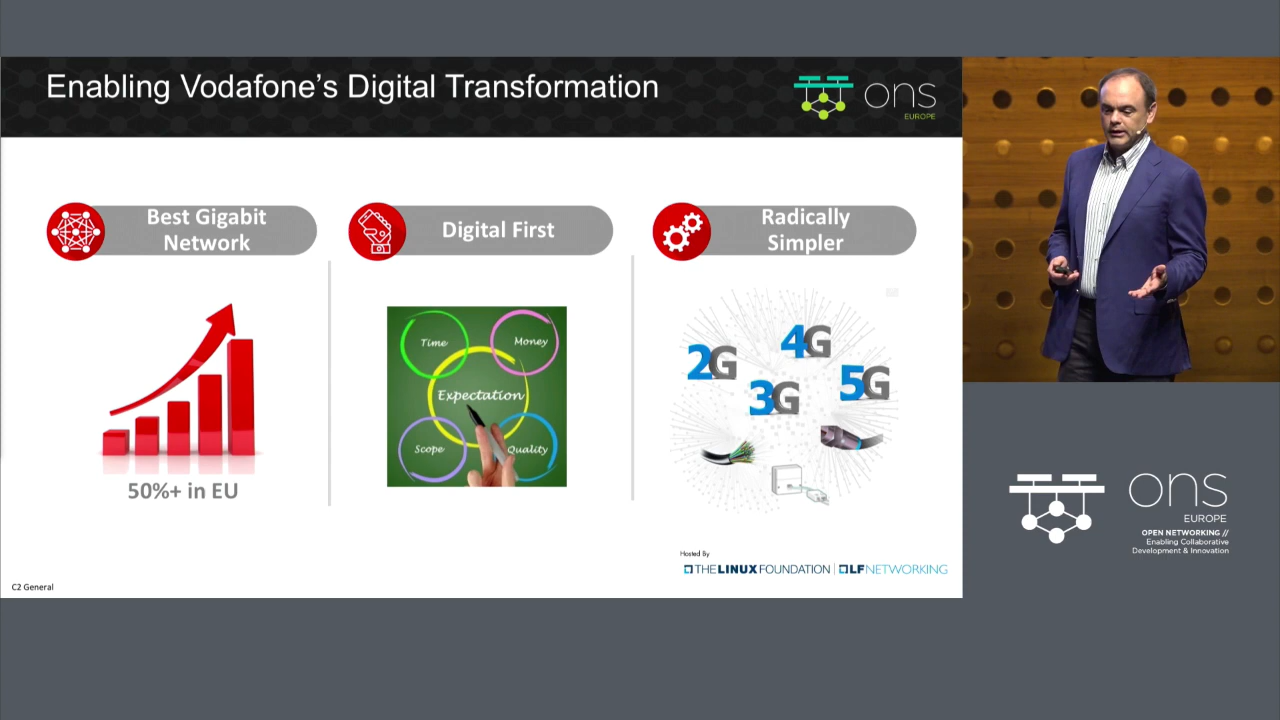 Enabling Vodafone's Digital Transformation
ons
EUROPE
Best Gigabit
Network
Digital First
Radically
Simpler
50%+ in EU
Time
Money
Expectation
Scope
Quality
2G
4G
3G
5G
Hosted By
THE LINUX FOUNDATION | LF NETWORKING
C2 General
ons
EUROPE
OPEN NETWORKING //
Enabling Collaborative
Development & Innovation